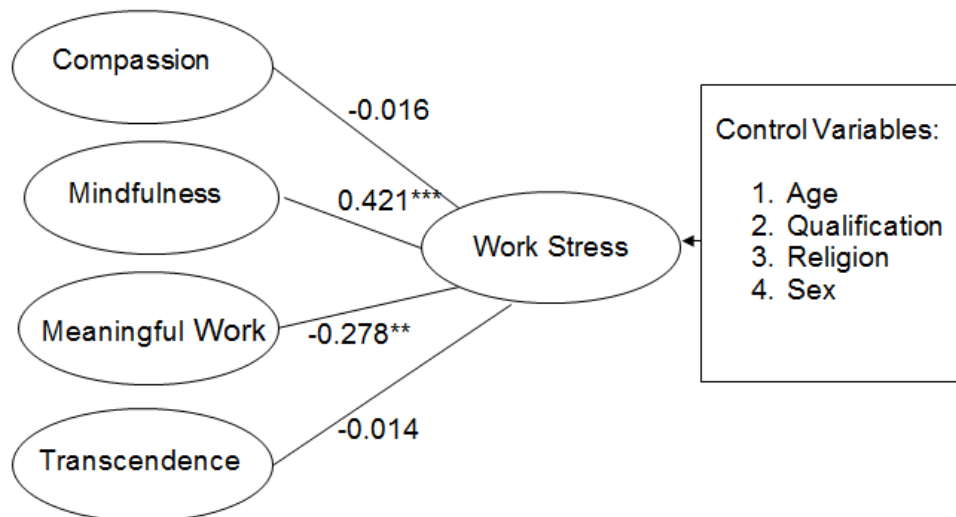 Compassion
-0.016
Mindfulness
0.421***
Meaningful Work
-0.278**
Transcendence
-0.014
Work Stress
Control Variables:
1. Age
2. Qualification
3. Religion
4. Sex